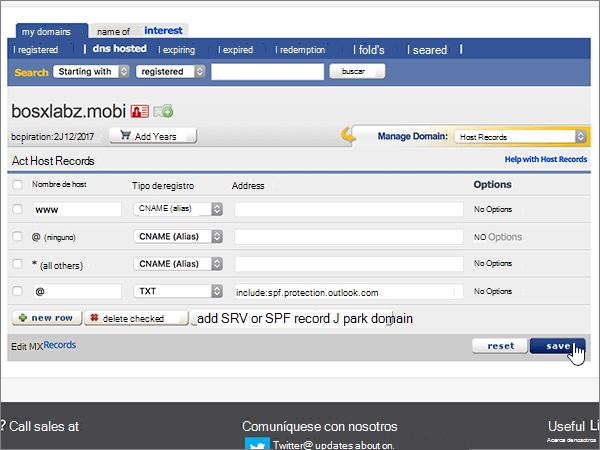 my domains name of interest
I registered I dns hosted I expiring I expired I redemption I fold's I seared I
Search Starting with registered buscar
bosxlabz.mobi
bcpiration:2J12/2017 Add Years Manage Domain: Host Records
Act Host Records Help with Host Records
Nombre de host Tipo de registro Address Options
www CNAME (alias) No Options
@ (ninguno) CNAME (Alias) NO Options
* (all others) CNAME (Alias) No Options
@ TXT include:spf.protection.outlook.com No Options
new row delete checked add SRV or SPF record J park domain
Edit MX Records reset save
? Call sales at Comuníquese con nosotros Useful Li
Twitter@ updates about on. Acerca de nosotros